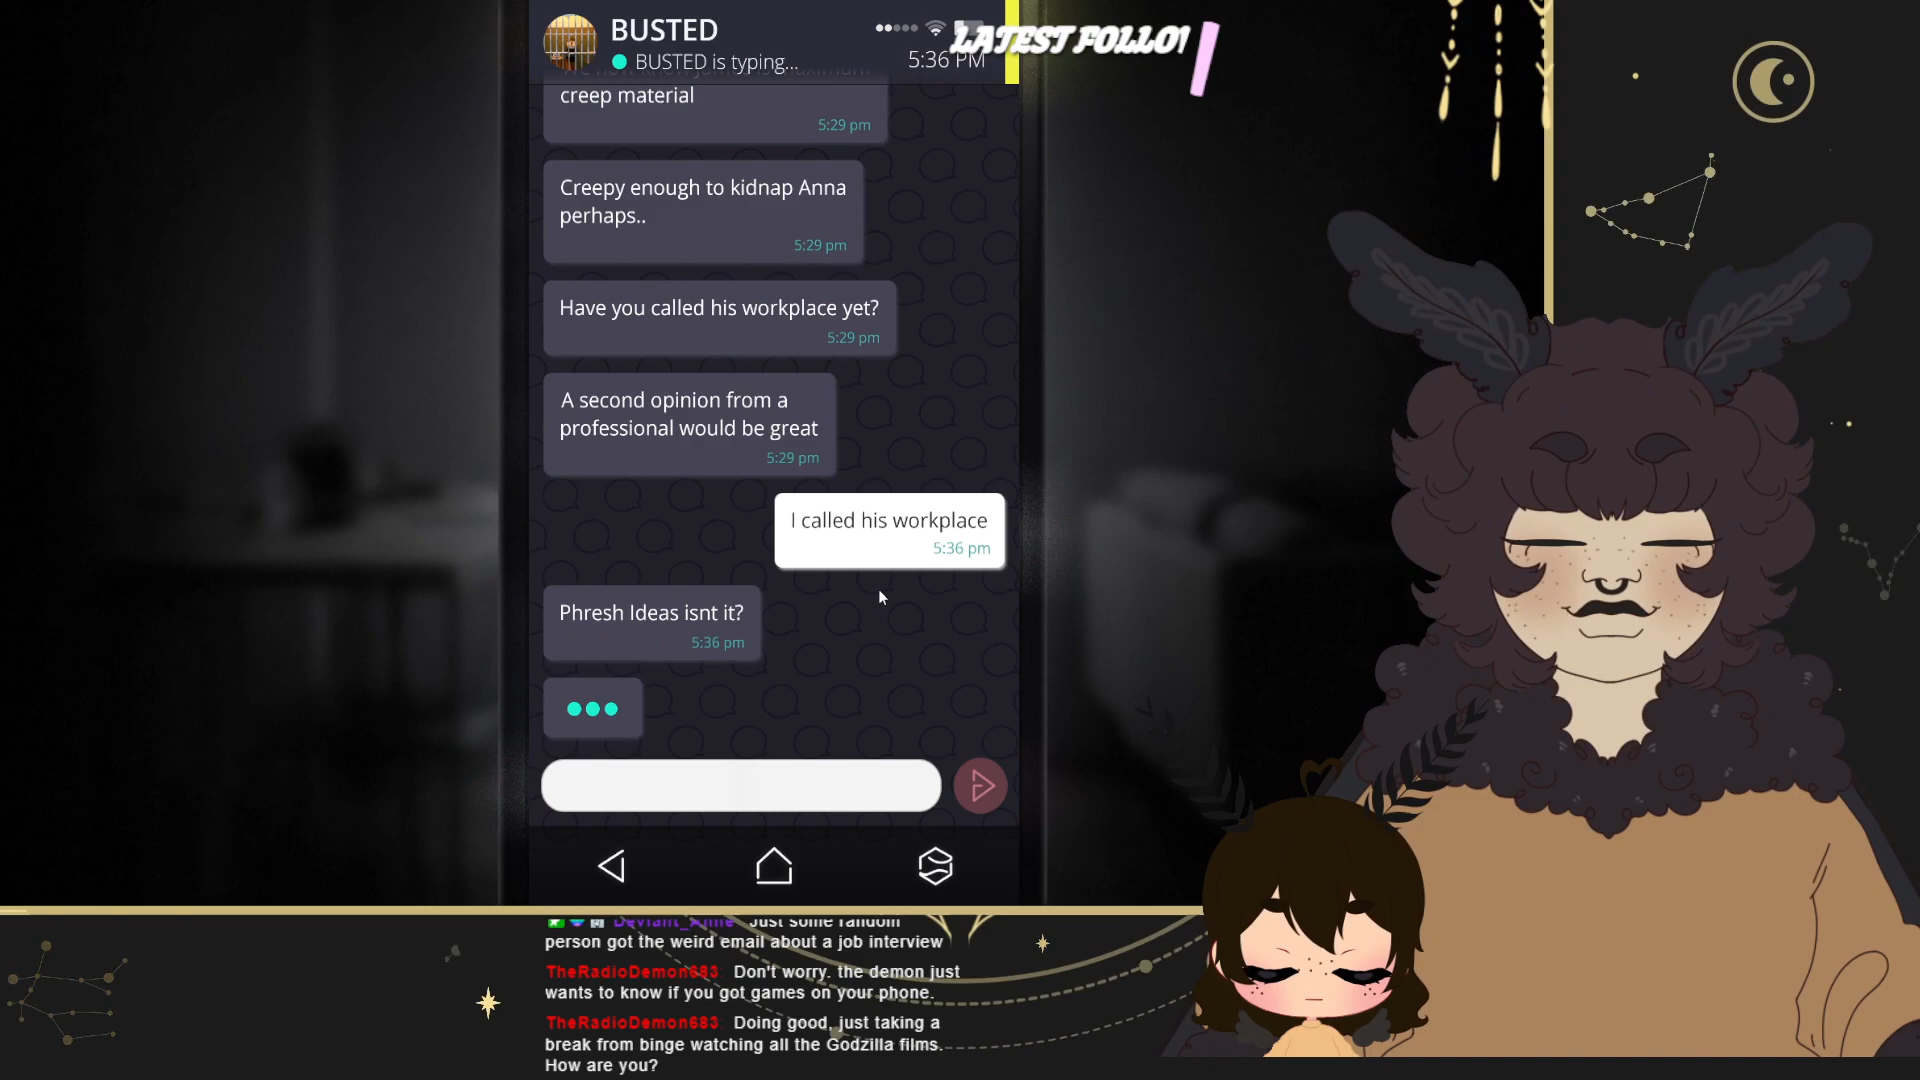 BUSTED
BUSTED is typing...
5:36 PM
LATEST FOLLO
creep material
5:29 pm
Creepy enough to kidnap Anna
perhaps..
5:29 pm
Have you called his workplace yet?
5:29 pm
A second opinion from a
professional would be great
5:29 pm
I called his workplace
5:36 pm
Phresh Ideas isnt it?
5:36 pm
Deviant_Anne Just some random
person got the weird email about a job interview
TheRadioDemon683: Don't worry. the demon just
wants to know if you got games on your phone.
TheRadioDemon683: Doing good, just taking a
break from binge watching all the Godzilla films.
How are you?